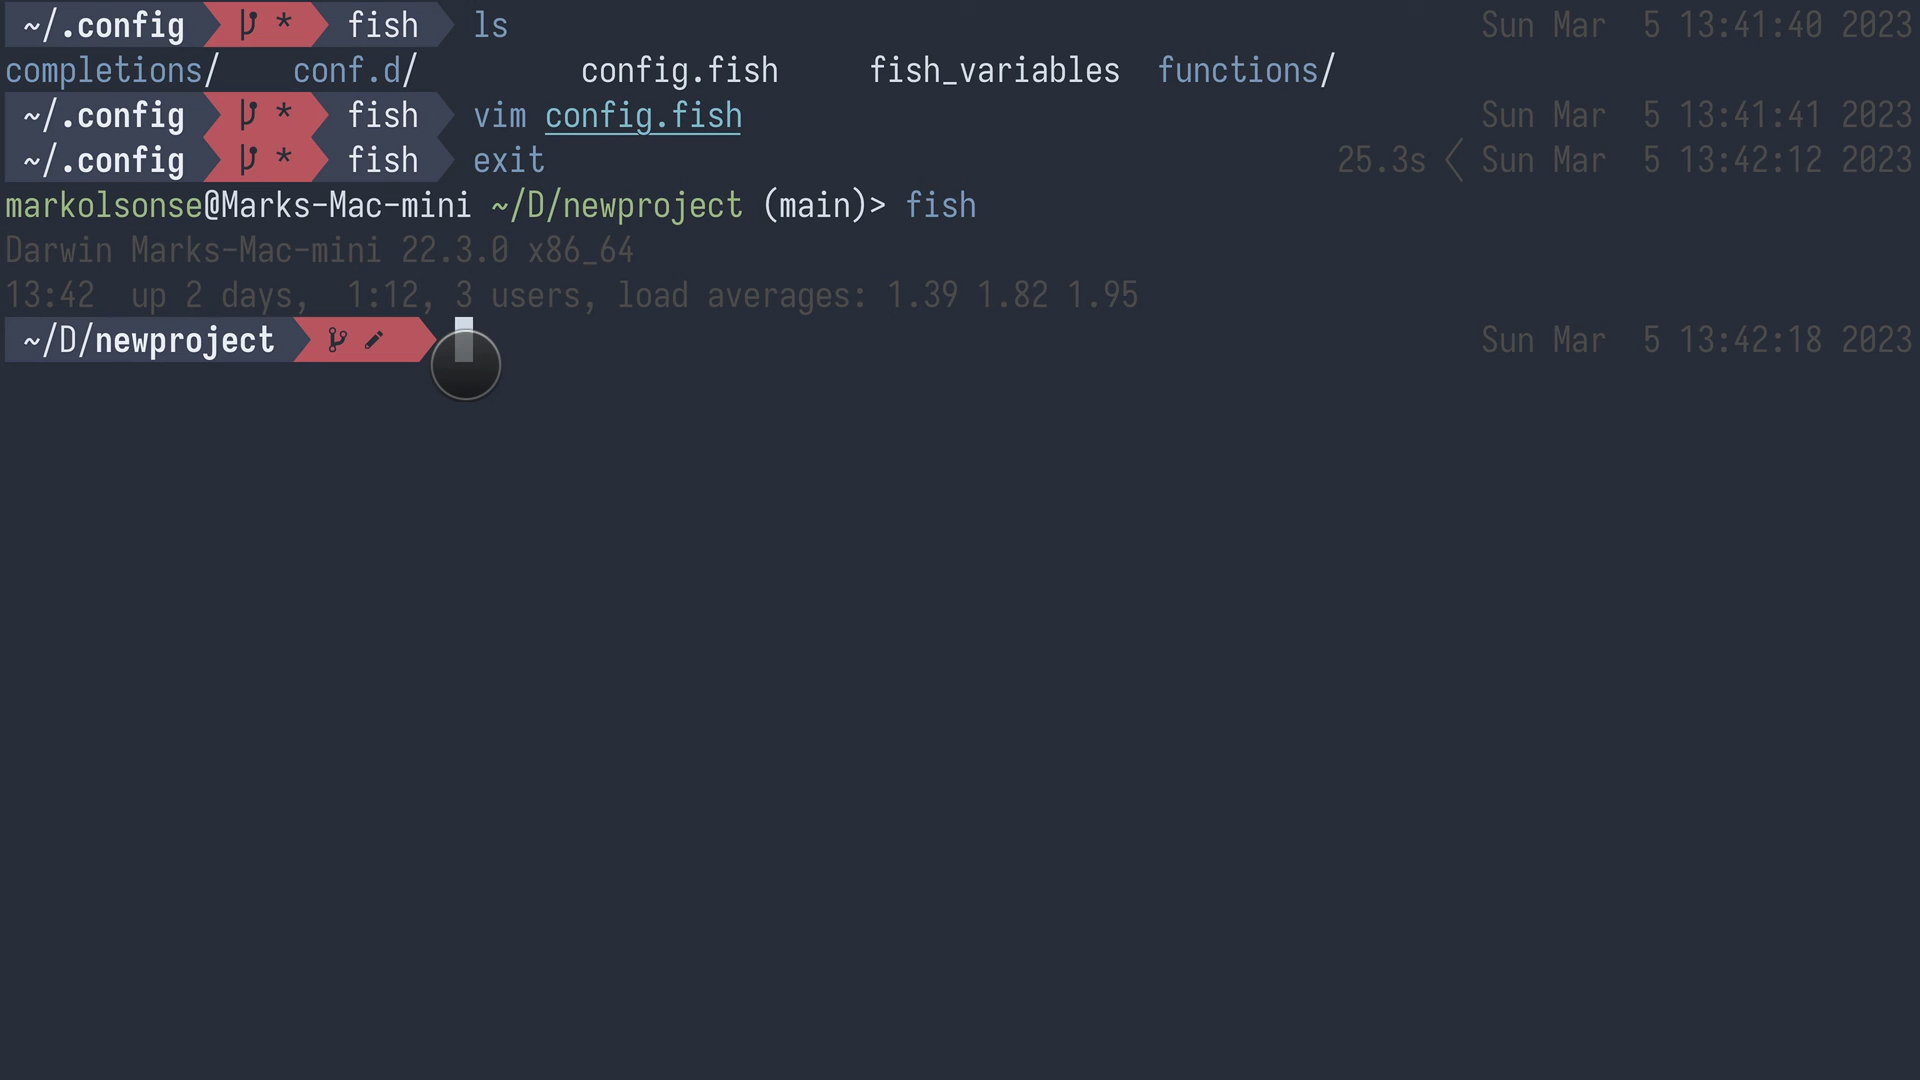 ~/.config * fish ls Sun Mar 5 13:41:40 2023
completions/ conf.d/ config.fish fish_variables functions/
~/.config * fish vim config.fish Sun Mar 5 13:41:41 2023
~/.config * fish exit 25.3s Sun Mar 5 13:42:12 2023
markolsonse@Marks-Mac-mini ~/D/newproject (main)> fish
Darwin Marks-Mac-mini 22.3.0 x86_64
13:42 up 2 days, 1:12, 3 users, load averages: 1.39 1.82 1.95
~/D/newproject Sun Mar 5 13:42:18 2023